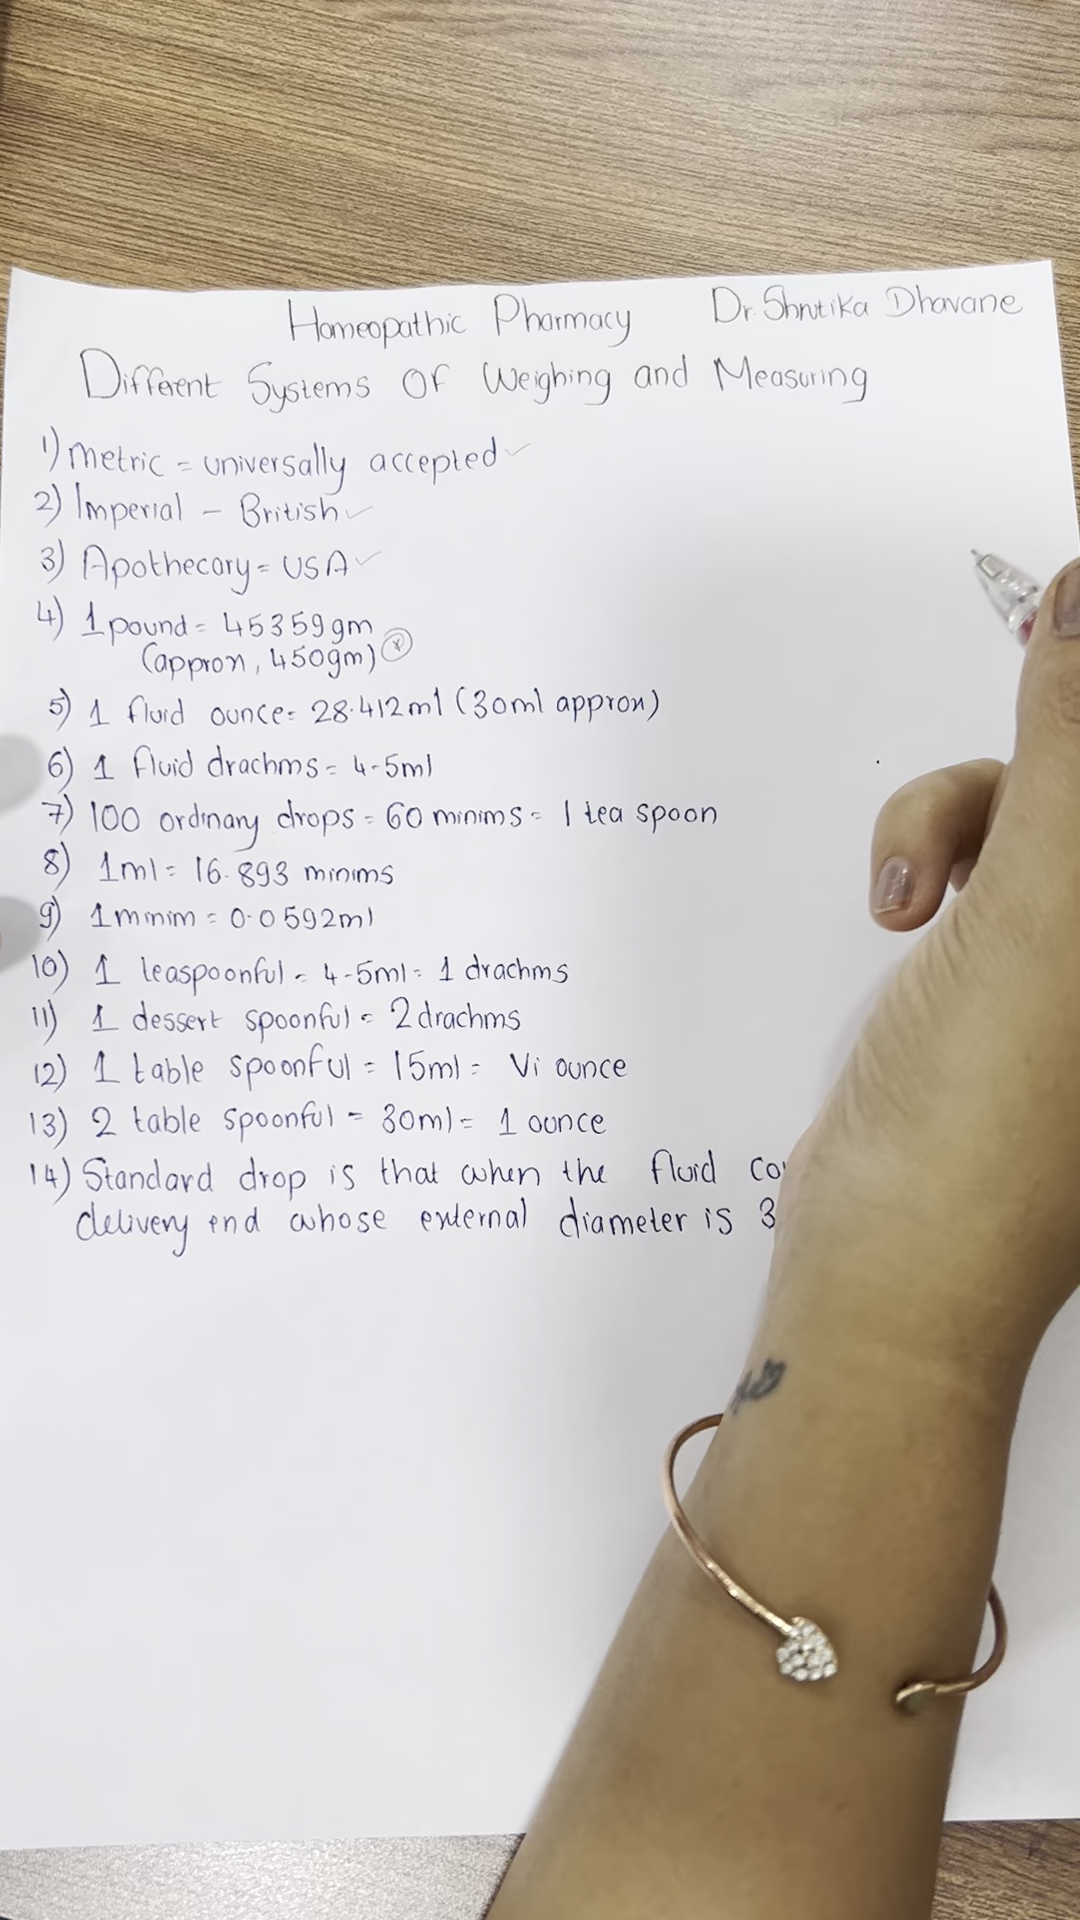 Homeopathic Pharmacy Dr. Shrutika Dhavane
Different Systems Of Weighing and Measuring
1) Metric = universally accepted
2) Imperial - British
3) Apothecary = USA
4) 1 pound = 45359 gm
(approx, 450gm)
5) 1 fluid ounce = 28.412ml (30ml approx)
6) 1 fluid drachms = 4-5ml
7) 100 ordinary drops = 60 minims = 1 tea spoon
8) 1ml = 16.893 minims
9) 1minim = 0.0592ml
10) 1 teaspoonful = 4-5ml = 1 drachms
11) 1 dessert spoonful = 2 drachms
12) 1 table spoonful = 15ml = Vi ounce
13) 2 table spoonful = 30ml = 1 ounce
14) Standard drop is that when the fluid
delivery end whose external diameter is 3